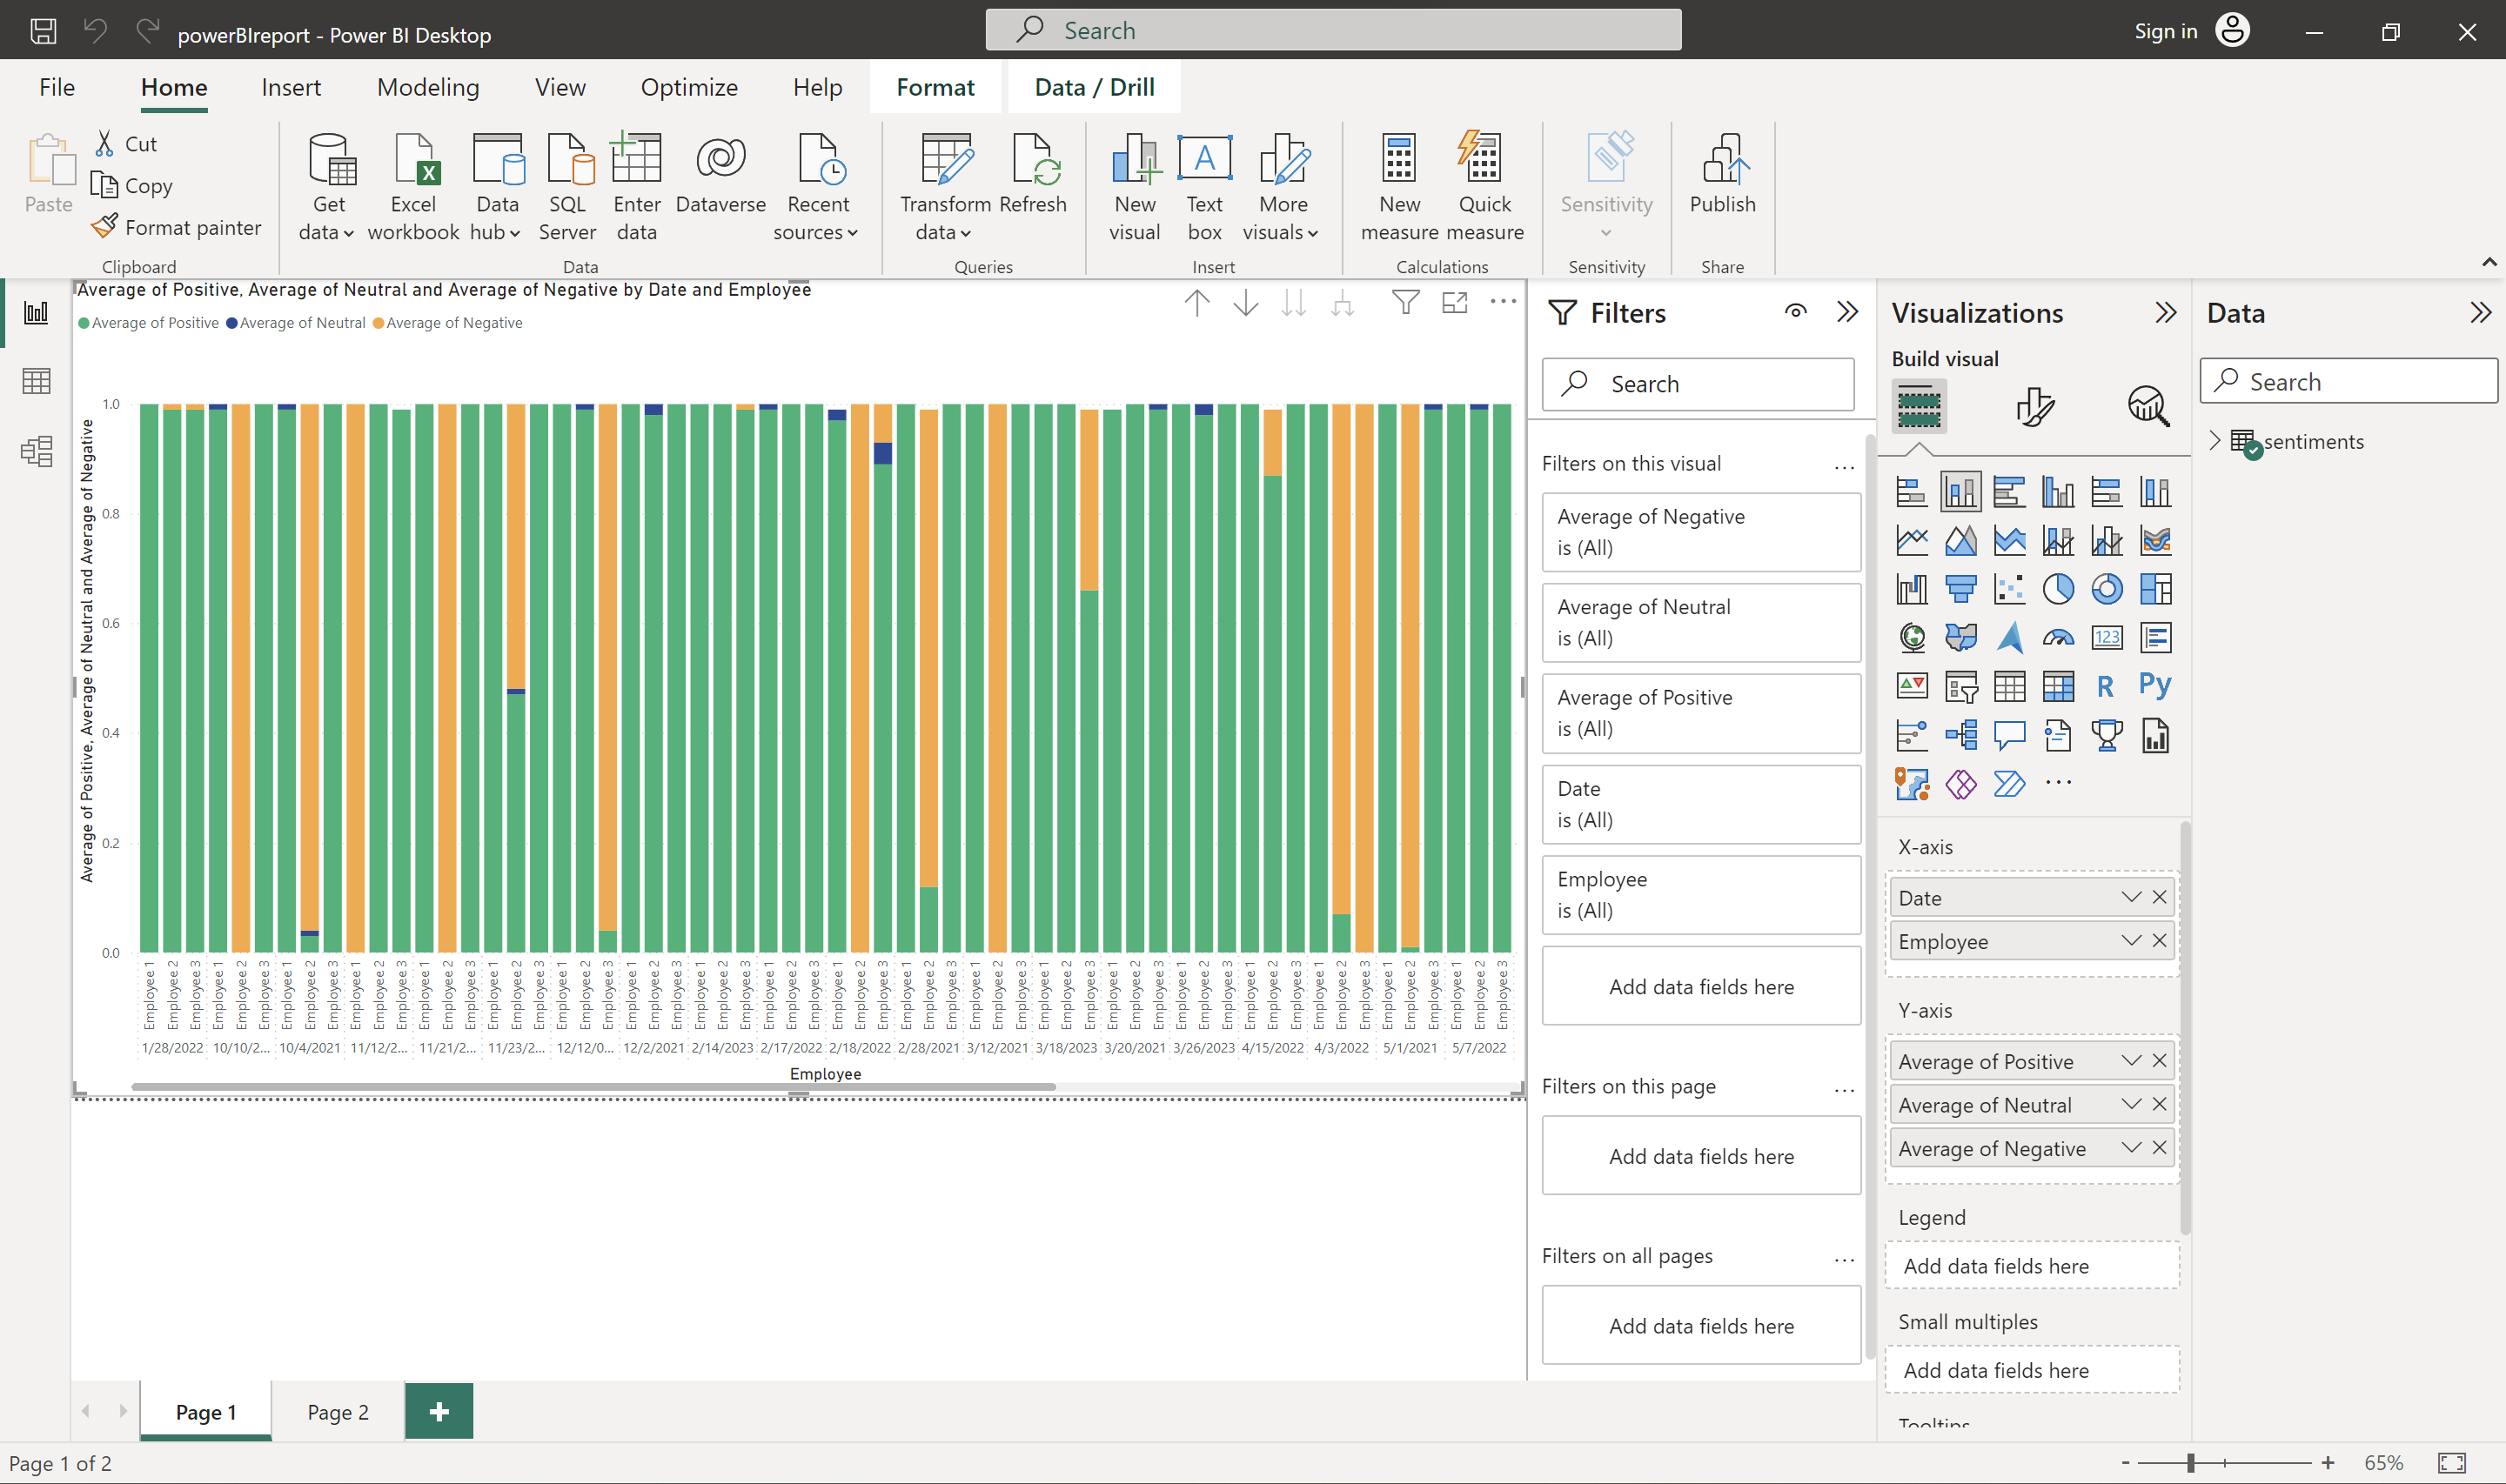 powerBIreport - Power BI Desktop
Search
Sign in
File Home Insert Modeling View Optimize Help Format Data / Drill
Paste
Cut
Copy
Format painter
Clipboard
Get data
Excel workbook
Data hub
SQL Server
Enter data
Dataverse
Recent sources
Data
Transform data
Refresh
Queries
New visual
Text box
More visuals
Insert
New measure
Quick measure
Calculations
Sensitivity
Sensitivity
Publish
Share
Average of Positive, Average of Neutral and Average of Negative by Date and Employee
Average of Positive Average of Neutral Average of Negative
Average of Positive, Average of Neutral and Average of Negative
1.0
0.8
0.6
0.4
0.2
0.0
Employee 1 Employee 2 Employee 3 Employee 1 Employee 2 Employee 3 Employee 1 Employee 2 Employee 3 Employee 1 Employee 2 Employee 3 Employee 1 Employee 2 Employee 3 Employee 1 Employee 2 Employee 3 Employee 1 Employee 2 Employee 3 Employee 1 Employee 2 Employee 3 Employee 1 Employee 2 Employee 3 Employee 1 Employee 2 Employee 3 Employee 1 Employee 2 Employee 3 Employee 1 Employee 2 Employee 3 Employee 1 Employee 2 Employee 3 Employee 1 Employee 2 Employee 3 Employee 1 Employee 2 Employee 3 Employee 1 Employee 2 Employee 3 Employee 1 Employee 2 Employee 3 Employee 1 Employee 2 Employee 3 Employee 1 Employee 2 Employee 3 Employee 1 Employee 2 Employee 3
1/28/2022 10/10/2... 10/4/2021 11/12/2... 11/21/2... 11/23/2... 12/12/0... 12/2/2021 2/14/2023 2/17/2022 2/18/2022 2/28/2021 3/12/2021 3/18/2023 3/20/2021 3/26/2023 4/15/2022 4/3/2022 5/1/2021 5/7/2022
Employee
Filters
Search
Filters on this visual
...
Average of Negative
is (All)
Average of Neutral
is (All)
Average of Positive
is (All)
Date
is (All)
Employee
is (All)
Add data fields here
Filters on this page
...
Add data fields here
Filters on all pages
...
Add data fields here
Visualizations
Build visual
123
R
Py
...
X-axis
Date
Employee
Y-axis
Average of Positive
Average of Neutral
Average of Negative
Legend
Add data fields here
Small multiples
Add data fields here
Tooltips
Data
Search
sentiments
Page 1
Page 2
+
Page 1 of 2
- + 65%